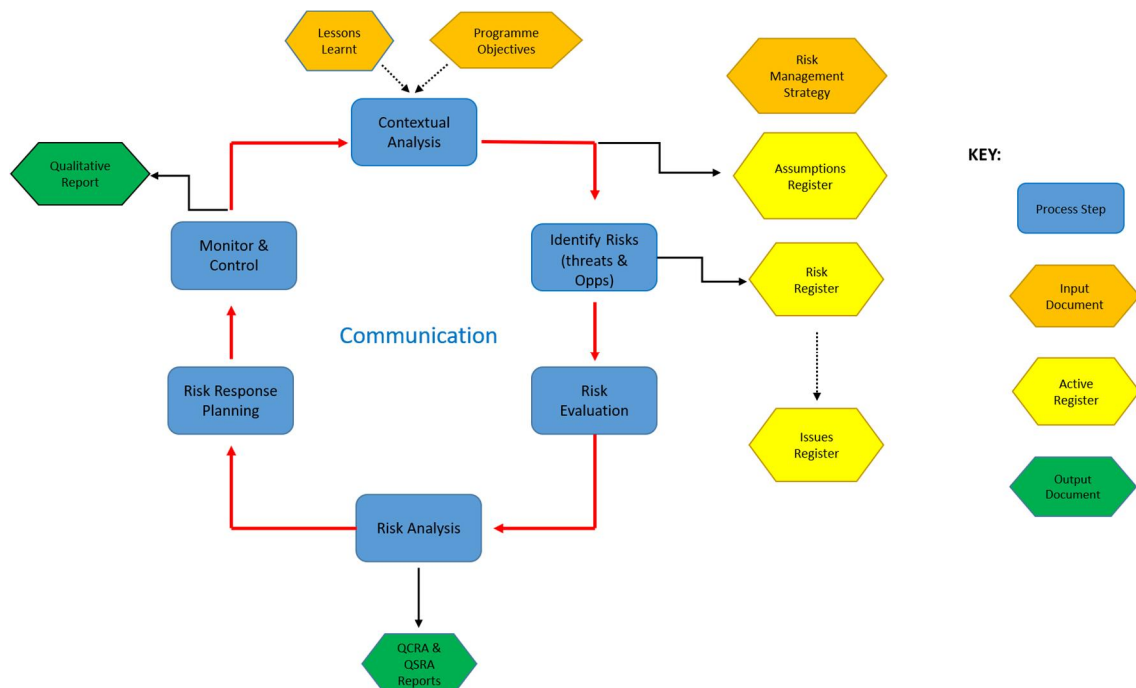 Lessons
Learnt
Programme
Objectives
Risk
Management
Strategy
Contextual
Analysis
Qualitative
Report
Assumptions
Register
KEY:
Process Step
Monitor &
Control
Identify Risks
(threats &
Opps)
Risk
Register
Input
Document
Communication
Risk Response
Planning
Risk
Evaluation
Active
Register
Issues
Register
Output
Document
Risk Analysis
QCRA &
QSRA
Reports